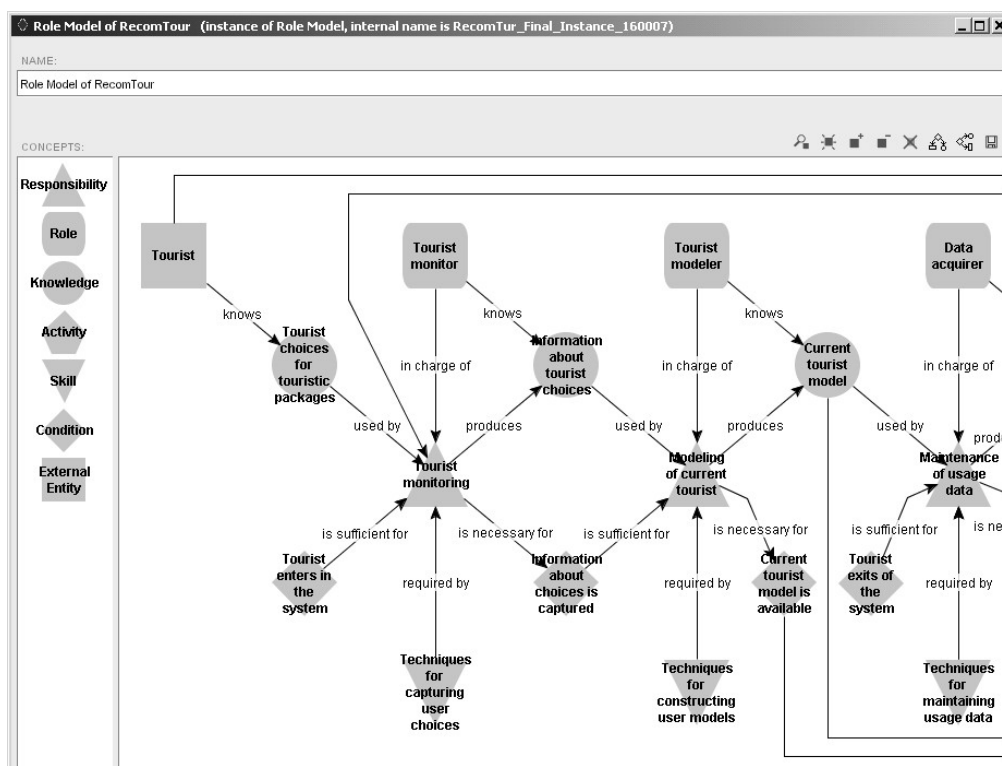 Role Model of RecomTour (instance of Role Model, internal name is RecomTur_Final_Instance_160007)
NAME:
Role Model of RecomTour
CONCEPTS:
Responsibility
Role
Knowledge
Activity
Skill
Condition
External
Entity
Tourist
Tourist
monitor
Tourist
modeler
Data
acquirer
knows
knows
knows
Tourist
choices
for
touristic
packages
in charge of
Information
about
tourist
choices
in charge of
Current
tourist
model
in charge of
used by
produces
used by
produces
used by
produ
Tourist
monitoring
Modeling
of current
tourist
Maintenance
of usage
data
is sufficient for
is necessary for
is sufficient for
is necessary for
is sufficient for
is ne
Tourist
enters in
the
system
required by
Information
about
choices is
captured
required by
Current
tourist
model is
available
Tourist
exits of
the
system
required by
Techniques
for
capturing
user
choices
Techniques
for
constructing
user models
Techniques
for
maintaining
usage data